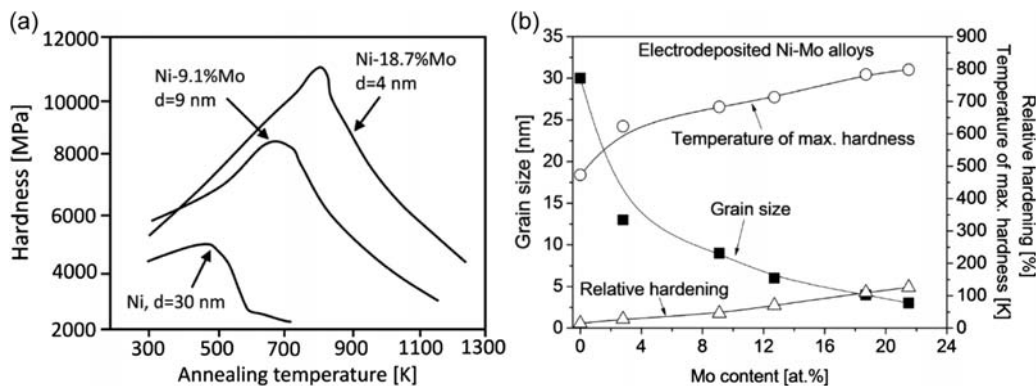 (a)
12000
10000
8000
6000
4000
2000
Hardness [MPa]
Ni-9.1%Mo
d=9 nm
Ni-18.7%Mo
d=4 nm
Ni, d=30 nm
300 500 700 900 1100 1300
Annealing temperature [K]
(b)
35
30
25
20
15
10
5
0
Grain size [nm]
Electrodeposited Ni-Mo alloys
Temperature of max. hardness
Grain size
Relative hardening
0 4 8 12 16 20 24
Mo content [at.%]
900
800
700
600
500
400
300
200
100
0
Temperature of max. hardness [K]
Relative hardening [%]